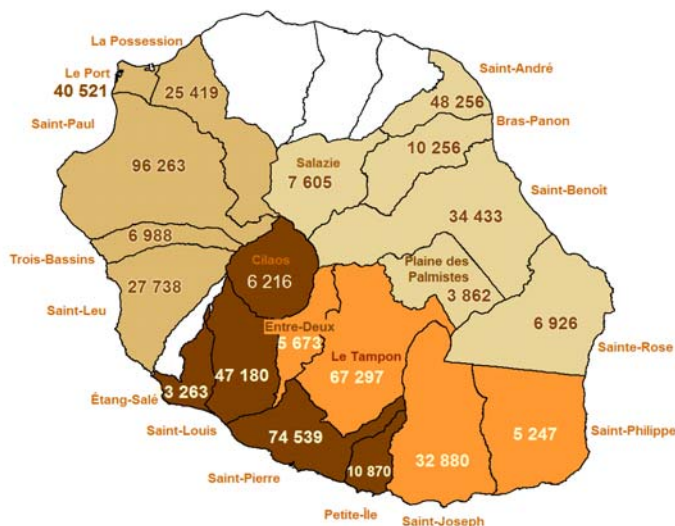 La Possession
Le Port
40 521
25 419
Saint-Paul
96 263
Saint-André
48 256
Bras-Panon
10 256
Salazie
7 605
Saint-Benoît
34 433
6 988
Trois-Bassins
Cilaos
6 216
Plaine des
Palmistes
3 862
27 738
Saint-Leu
6 926
Sainte-Rose
Entre-Deux
5 673
Le Tampon
67 297
3 263
Étang-Salé
47 180
Saint-Louis
74 539
Saint-Pierre
10 870
Petite-Île
32 880
Saint-Joseph
5 247
Saint-Philippe